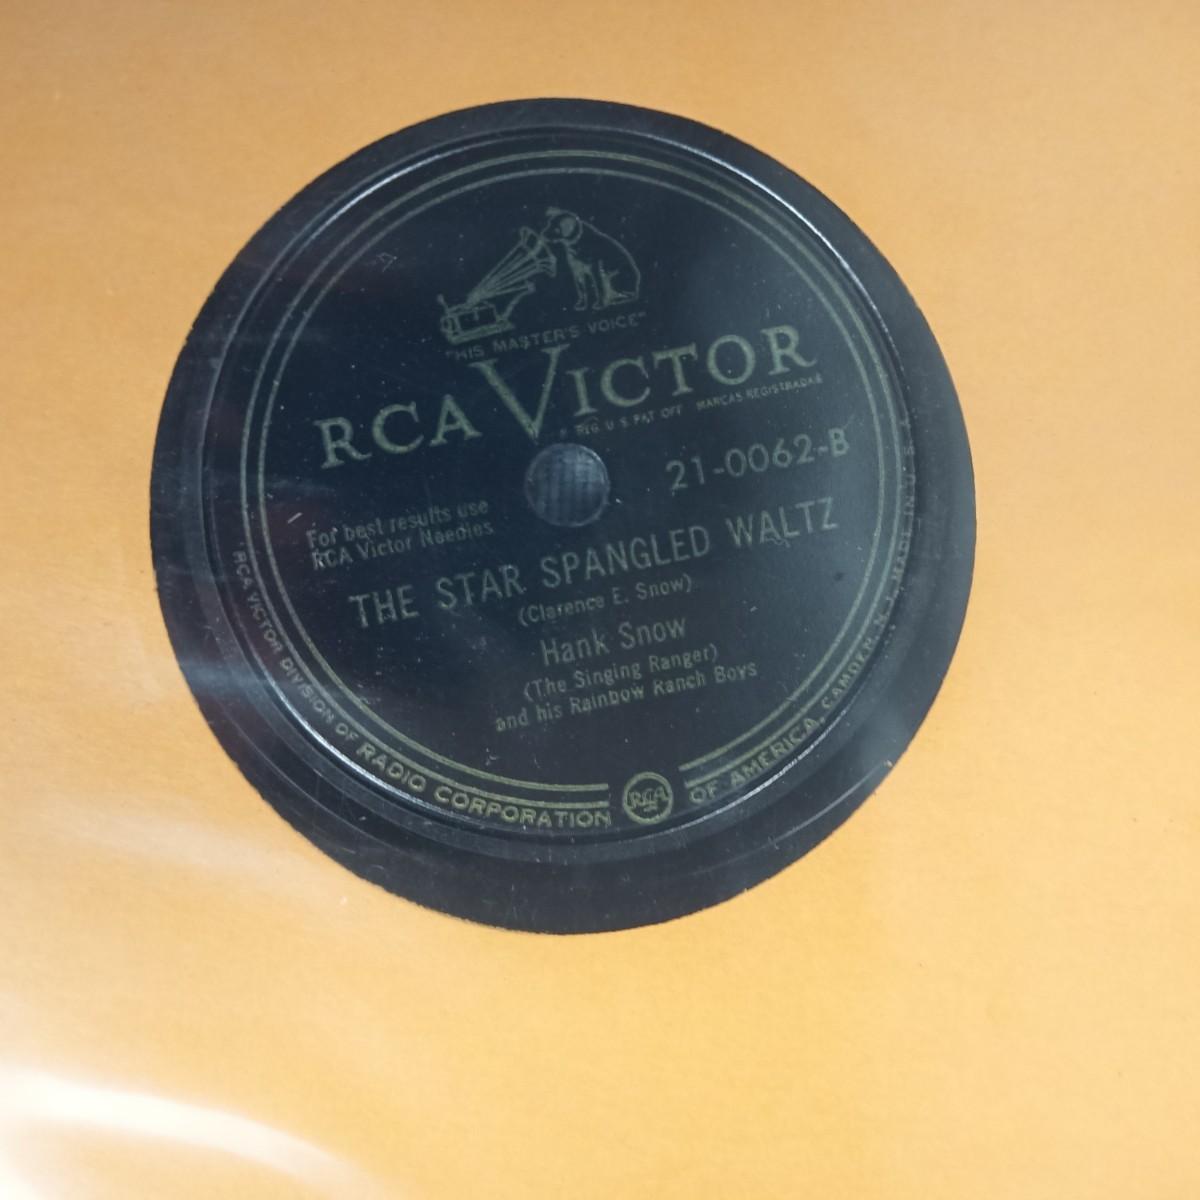 "HIS MASTER'S VOICE"
RCA VICTOR
REG. U S PAT OFF MARCAS REGISTRADAS
21-0062-B
For best results use
RCA Victor Needles
THE STAR SPANGLED WALTZ
(Clarence E. Snow)
Hank Snow
(The Singing Ranger)
and his Rainbow Ranch Boys
RCA VICTOR DIVISION OF RADIO CORPORATION RCA OF AMERICA, CAMDEN, N. J. MADE IN U. S.